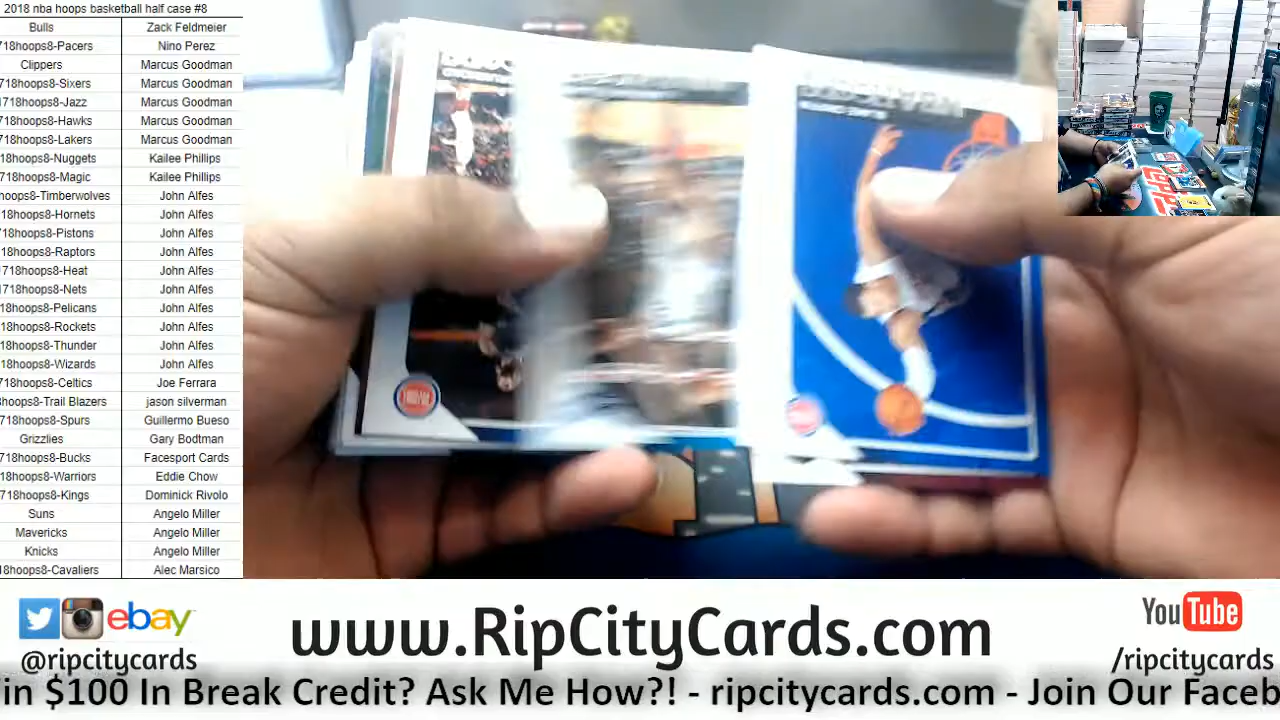 2018 nba hoops basketball half case #8
Bulls Zack Feldmeier
718hoops8-Pacers Nino Perez
Clippers Marcus Goodman
18hoops8-Sixers Marcus Goodman
1718hoops8-Jazz Marcus Goodman
718hoops8-Hawks Marcus Goodman
718hoops8-Lakers Marcus Goodman
18hoops8-Nuggets Kailee Phillips
718hoops8-Magic Kailee Phillips
hoops8-Timberwolves John Alfes
18hoops8-Hornets John Alfes
718hoops8-Pistons John Alfes
18hoops8-Raptors John Alfes
1718hoops8-Heat John Alfes
1718hoops8-Nets John Alfes
18hoops8-Pelicans John Alfes
18hoops8-Rockets John Alfes
18hoops8-Thunder John Alfes
18hoops8-Wizards John Alfes
718hoops8-Celtics Joe Ferrara
hoops8-Trail Blazers jason silverman
718hoops8-Spurs Guillermo Bueso
Grizzlies Gary Bodtman
718hoops8-Bucks Facesport Cards
18hoops8-Warriors Eddie Chow
718hoops8-Kings Dominick Rivolo
Suns Angelo Miller
Mavericks Angelo Miller
Knicks Angelo Miller
18hoops8-Cavaliers Alec Marsico
ebay
@ripcitycards
www.RipCityCards.com
YouTube
/ripcitycards
in $100 In Break Credit? Ask Me How?! - ripcitycards.com - Join Our Faceb